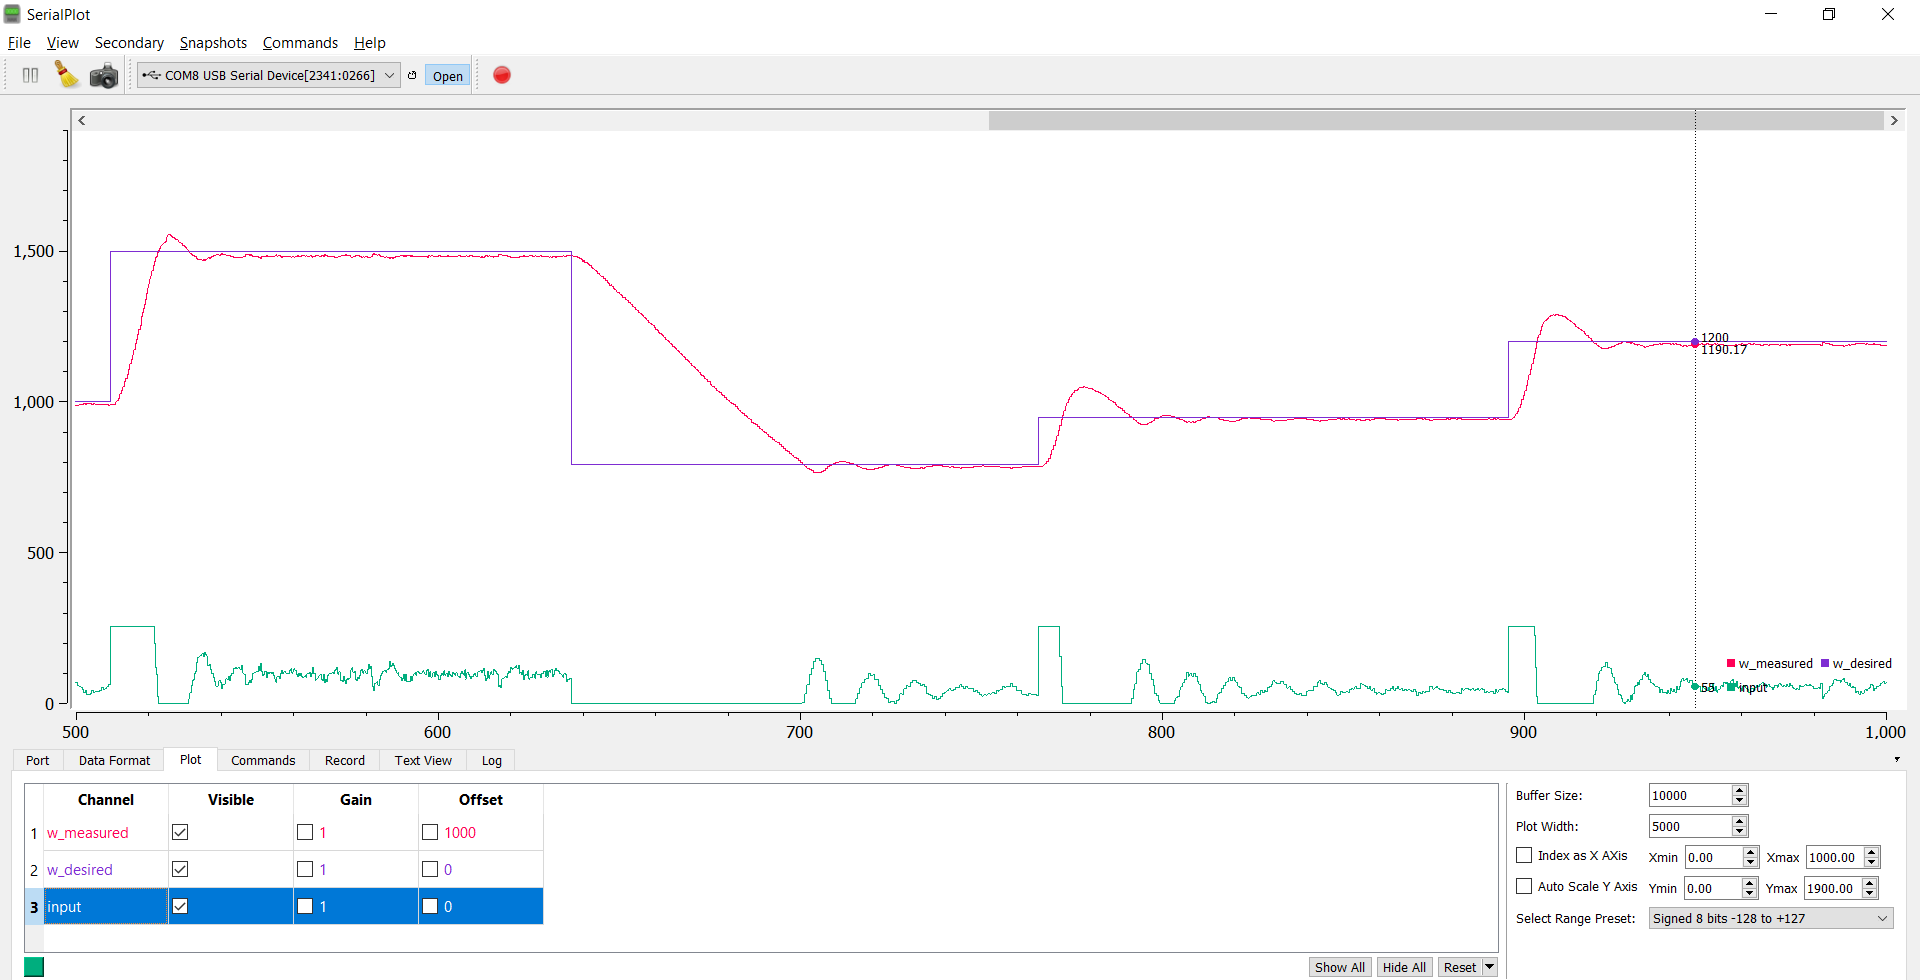 SerialPlot
File View Secondary Snapshots Commands Help
COM8 USB Serial Device[2341:0266] Open
1,500
1,000
500
0
1200
1190.17
w_measured w_desired
55 input
500 600 700 800 900 1,000
Port Data Format Plot Commands Record Text View Log
Channel Visible Gain Offset
1 w_measured 1 1000
2 w_desired 1 0
3 input 1 0
Buffer Size: 10000
Plot Width: 5000
Index as X AXis Xmin 0.00 Xmax 1000.00
Auto Scale Y Axis Ymin 0.00 Ymax 1900.00
Select Range Preset: Signed 8 bits -128 to +127
Show All Hide All Reset